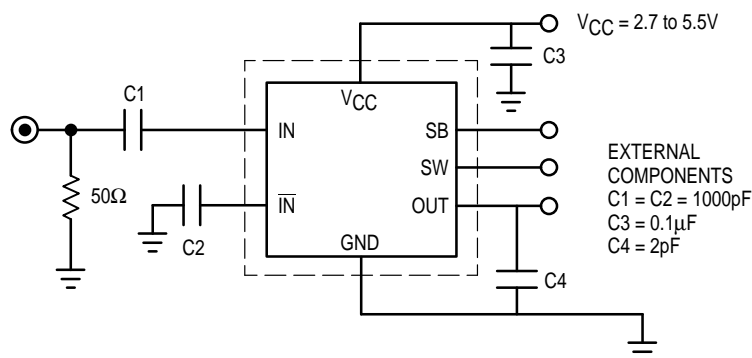 V_CC = 2.7 to 5.5V
C3
C1
V_CC
IN
SB
SW
EXTERNAL
COMPONENTS
C1 = C2 = 1000pF
C3 = 0.1μF
C4 = 2pF
50Ω
I̅N̅
OUT
C2
GND
C4